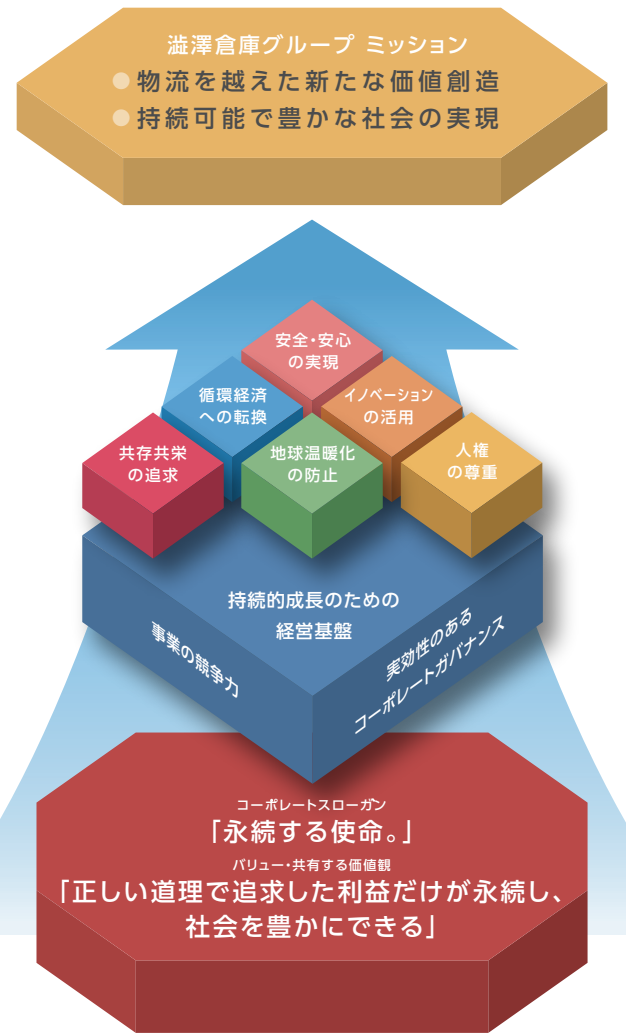 澁澤倉庫グループ ミッション
● 物流を越えた新たな価値創造
● 持続可能で豊かな社会の実現
安全・安心
の実現
循環経済
への転換
イノベーション
の活用
共存共栄
の追求
地球温暖化
の防止
人権
の尊重
持続的成長のための
経営基盤
事業の競争力
実効性のある
コーポレートガバナンス
コーポレートスローガン
「永続する使命。」
バリュー・共有する価値観
「正しい道理で追求した利益だけが永続し、
社会を豊かにできる」